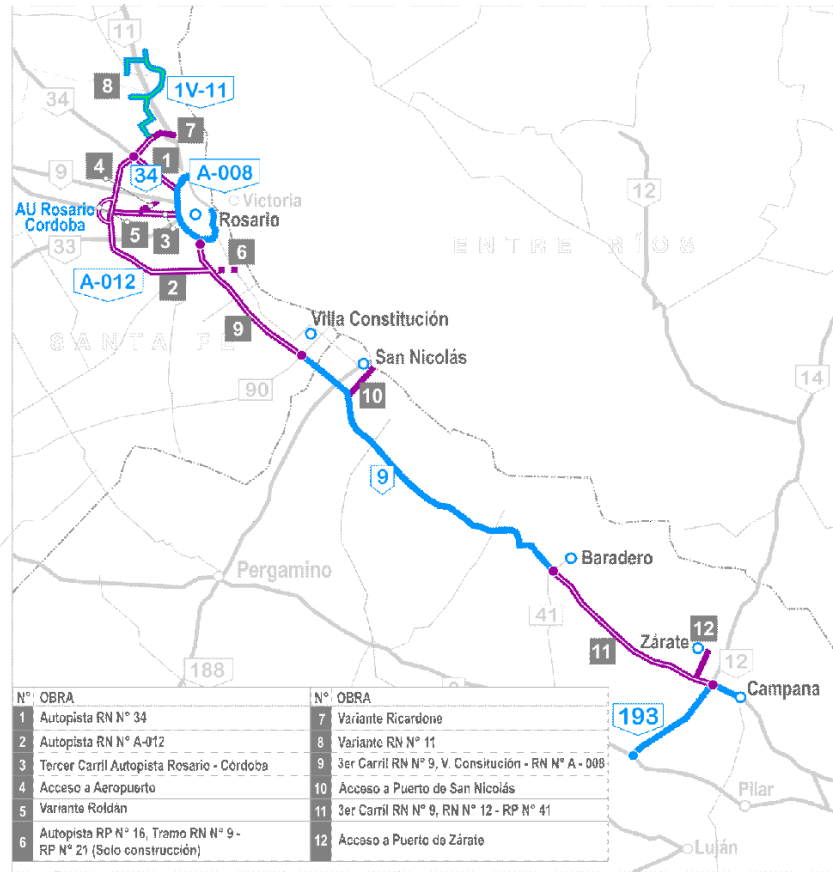 11
8
1V-11
34
7
4
1
34
A-008
9
Victoria
AU Rosario
Cordoba
Rosario
5
3
33
6
ENTRE RÍOS
12
A-012
2
SANTA FE
9
Villa Constitución
San Nicolás
90
10
14
9
Baradero
Pergamino
41
Zárate
12
11
12
188
Campana
193
Pilar
Luján
N° OBRA
1 Autopista RN N° 34
2 Autopista RN N° A-012
3 Tercer Carril Autopista Rosario - Córdoba
4 Acceso a Aeropuerto
5 Variante Roldán
6 Autopista RP N° 16, Tramo RN N° 9 -
RP N° 21 (Solo construcción)
N° OBRA
7 Variante Ricardone
8 Variante RN N° 11
9 3er Carril RN N° 9, V. Consitución - RN N° A - 008
10 Acceso a Puerto de San Nicolás
11 3er Carril RN N° 9, RN N° 12 - RP N° 41
12 Acceso a Puerto de Zárate